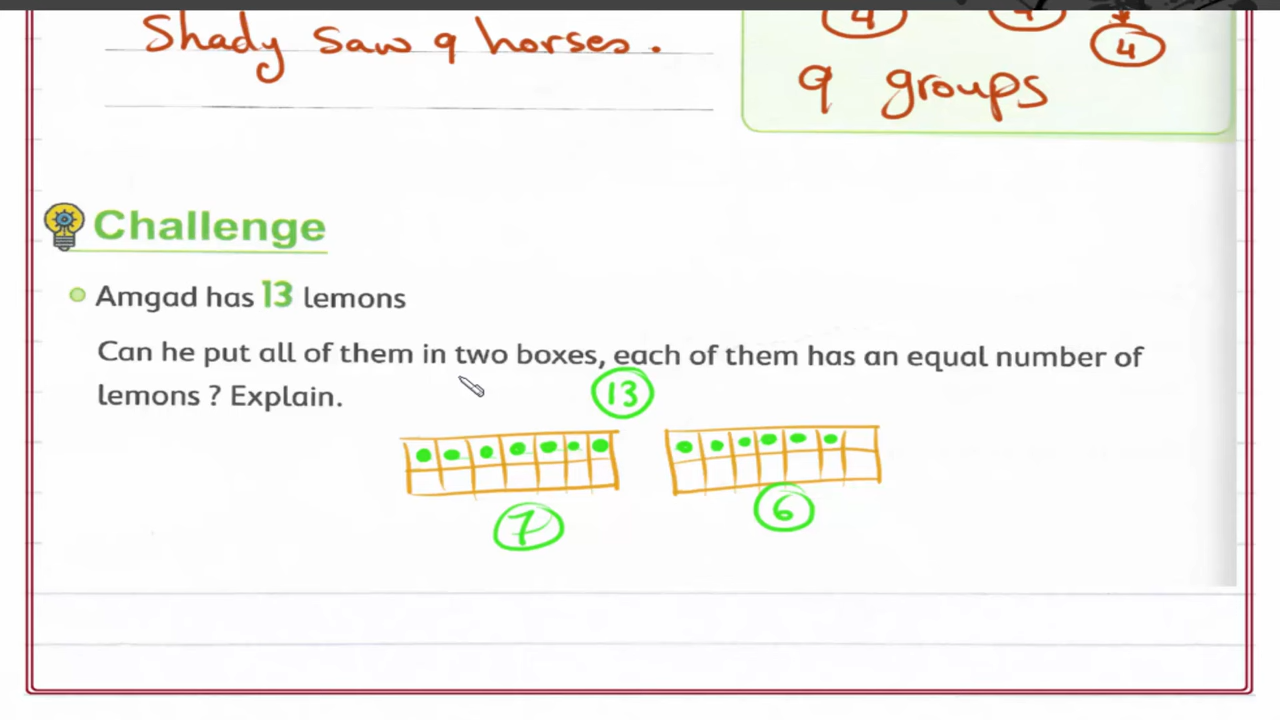 Shady Saw 9 horses.
4
4
9 groups
Challenge
Amgad has 13 lemons
Can he put all of them in two boxes, each of them has an equal number of
lemons ? Explain.
13
7
6